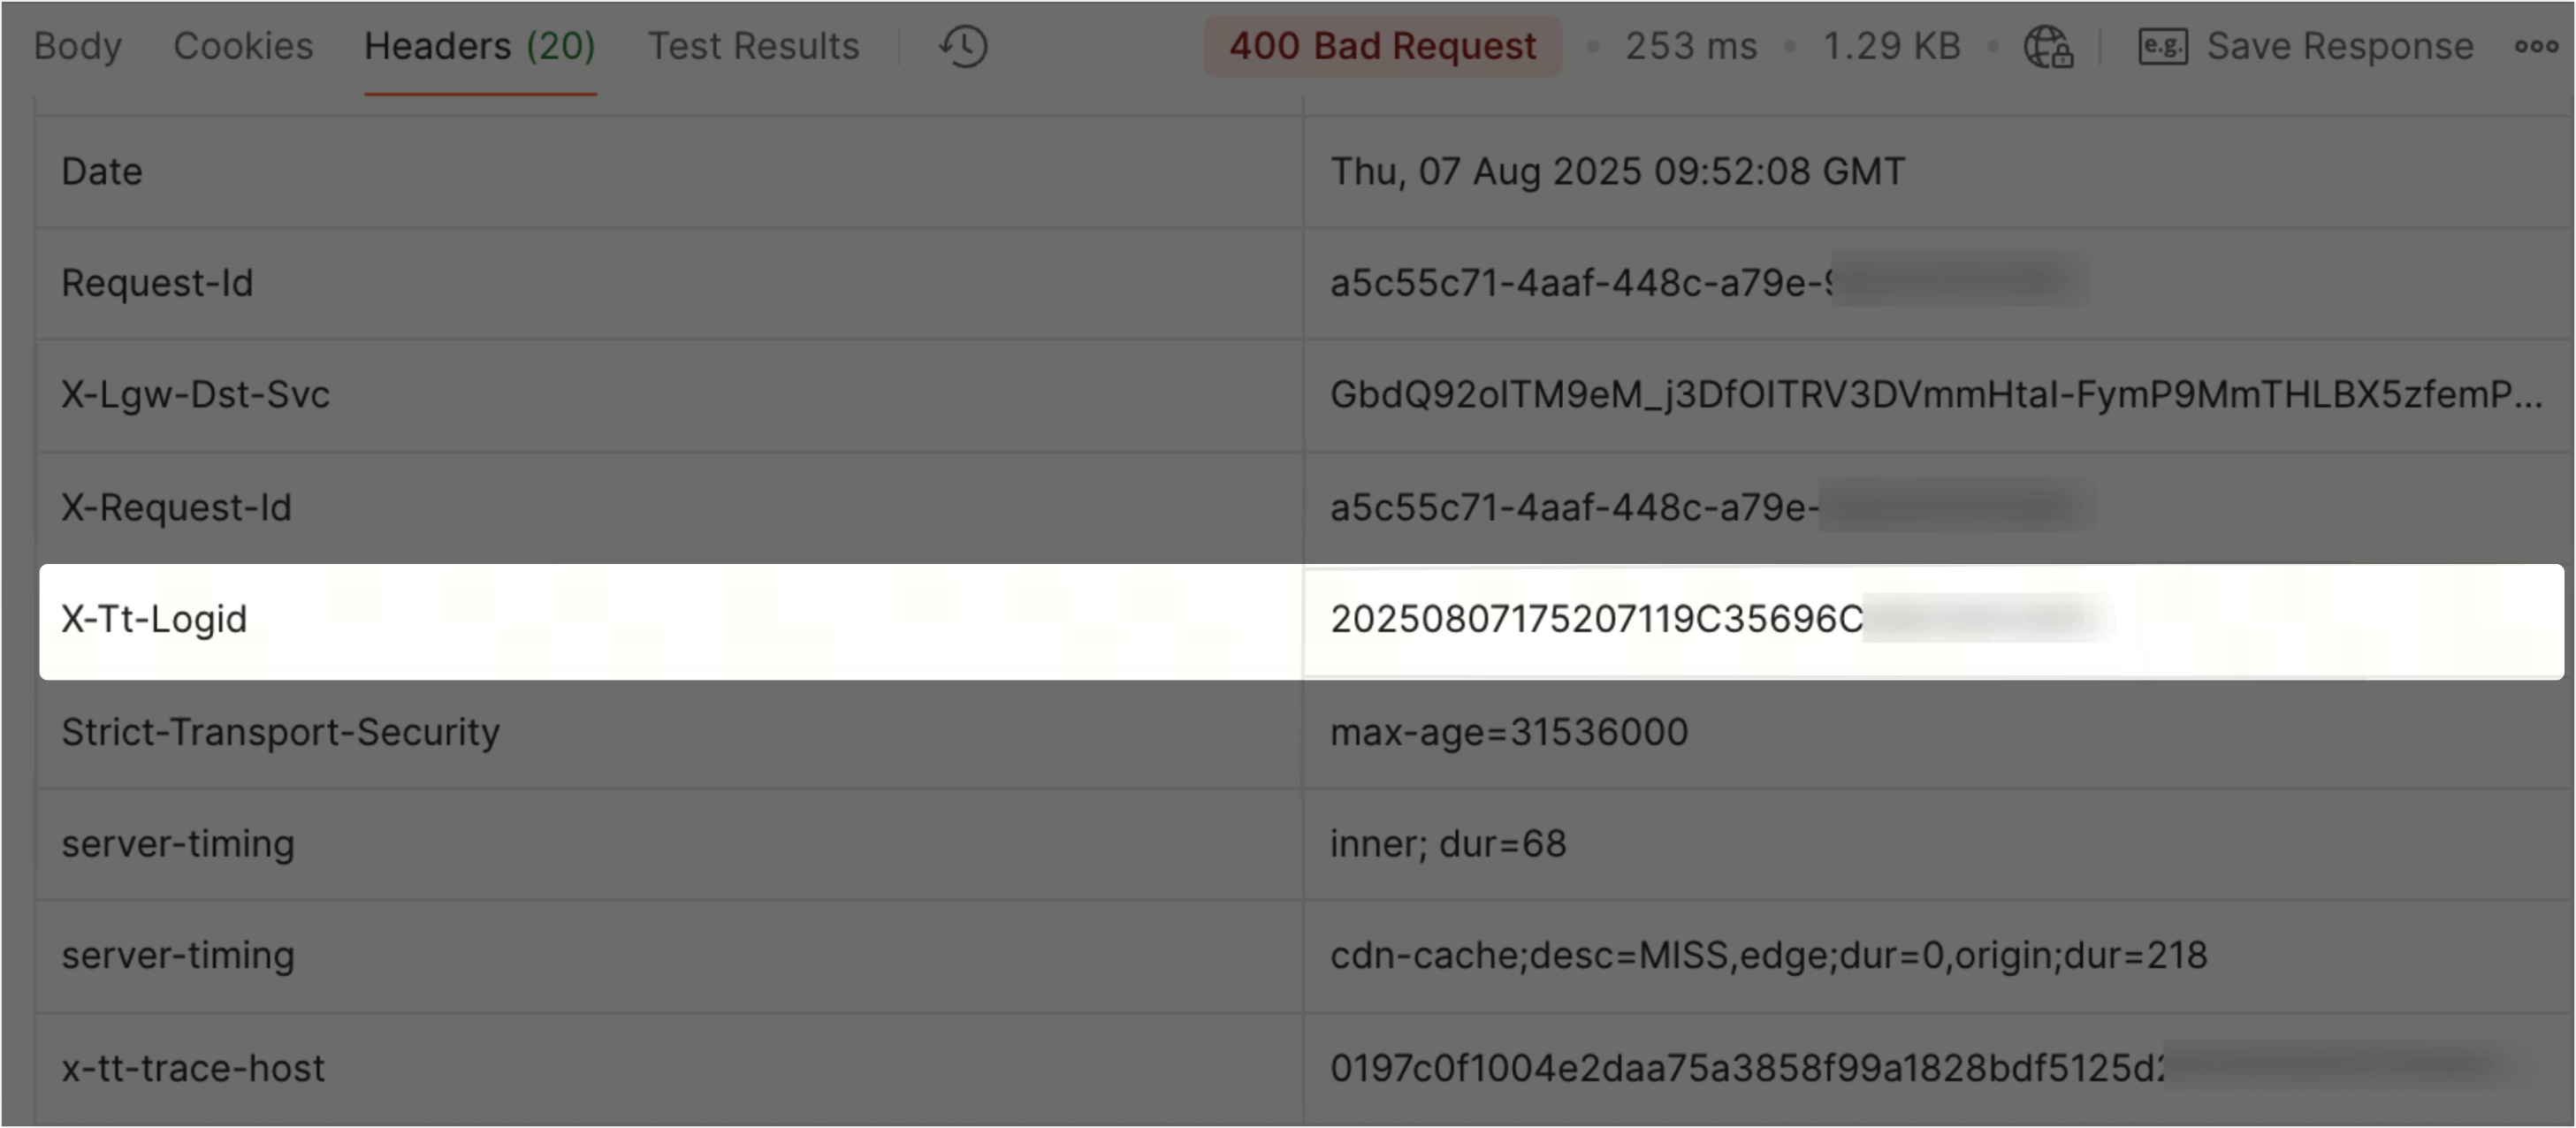 Body Cookies Headers (20) Test Results 400 Bad Request • 253 ms • 1.29 KB • e.g. Save Response
Date Thu, 07 Aug 2025 09:52:08 GMT
Request-Id a5c55c71-4aaf-448c-a79e-9
X-Lgw-Dst-Svc GbdQ92olTM9eM_j3DfOITRV3DVmmHtaI-FymP9MmTHLBX5zfemP...
X-Request-Id a5c55c71-4aaf-448c-a79e-
X-Tt-Logid 20250807175207119C35696C
Strict-Transport-Security max-age=31536000
server-timing inner; dur=68
server-timing cdn-cache;desc=MISS,edge;dur=0,origin;dur=218
x-tt-trace-host 0197c0f1004e2daa75a3858f99a1828bdf5125d2